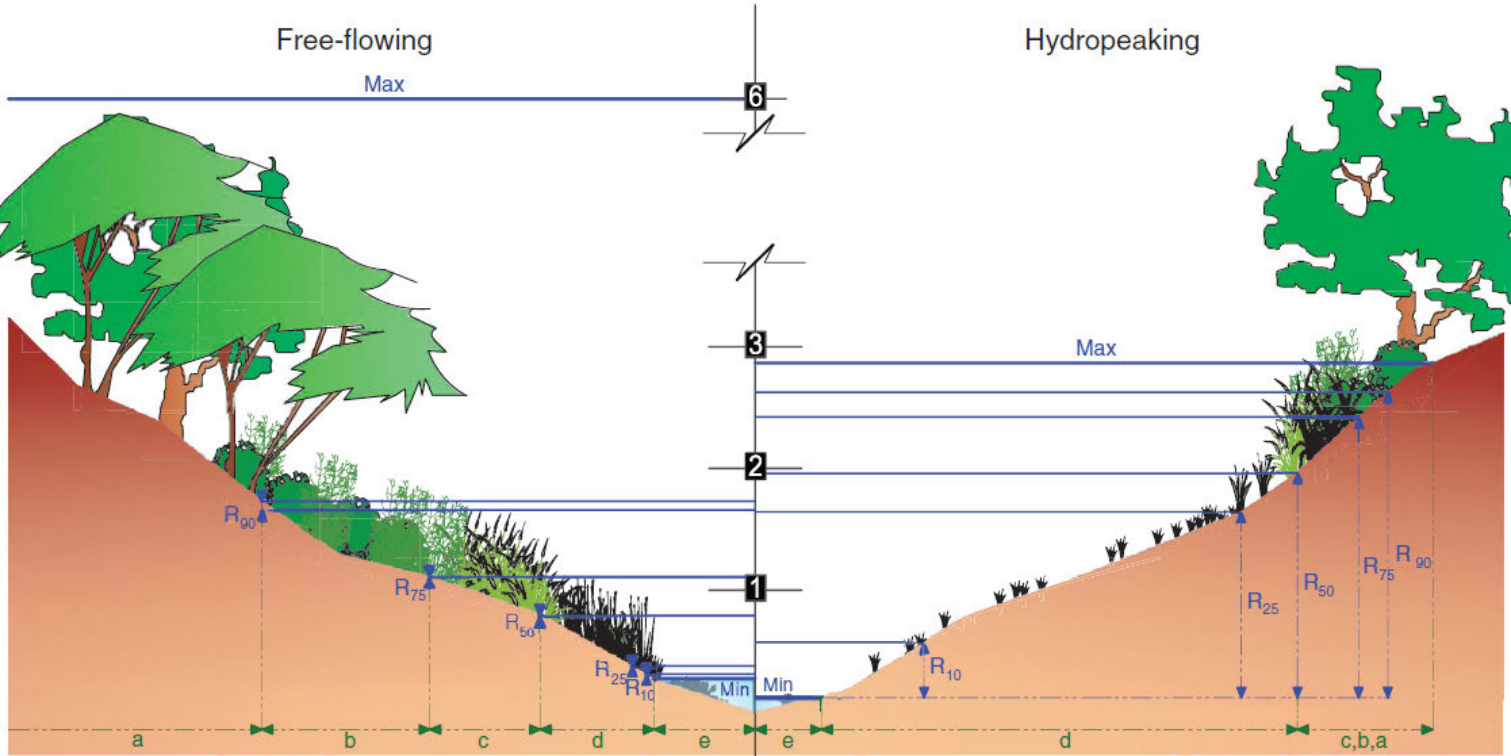 Free-flowing
Hydropeaking
Max
6
3
Max
2
R90
R75
R50
R25
R10
1
R75
R90
R50
R25
R10
Min
Min
a
b
c
d
e
e
d
c,b,a